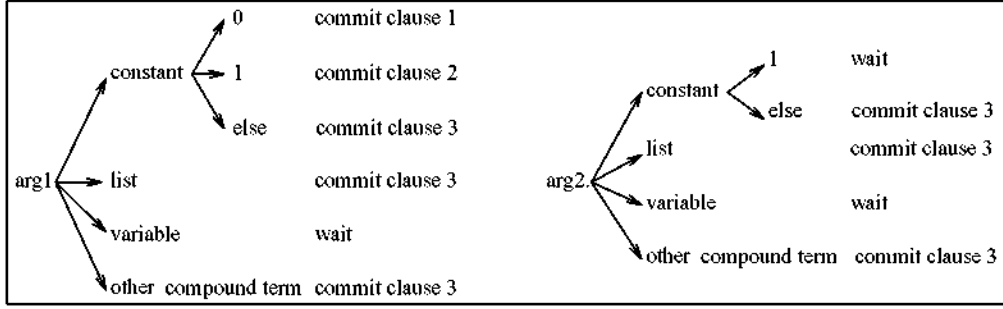 0 commit clause 1
constant 1 commit clause 2
else commit clause 3
arg1 list commit clause 3
variable wait
other compound term commit clause 3
1 wait
constant
else commit clause 3
list commit clause 3
arg2.
variable wait
other compound term commit clause 3